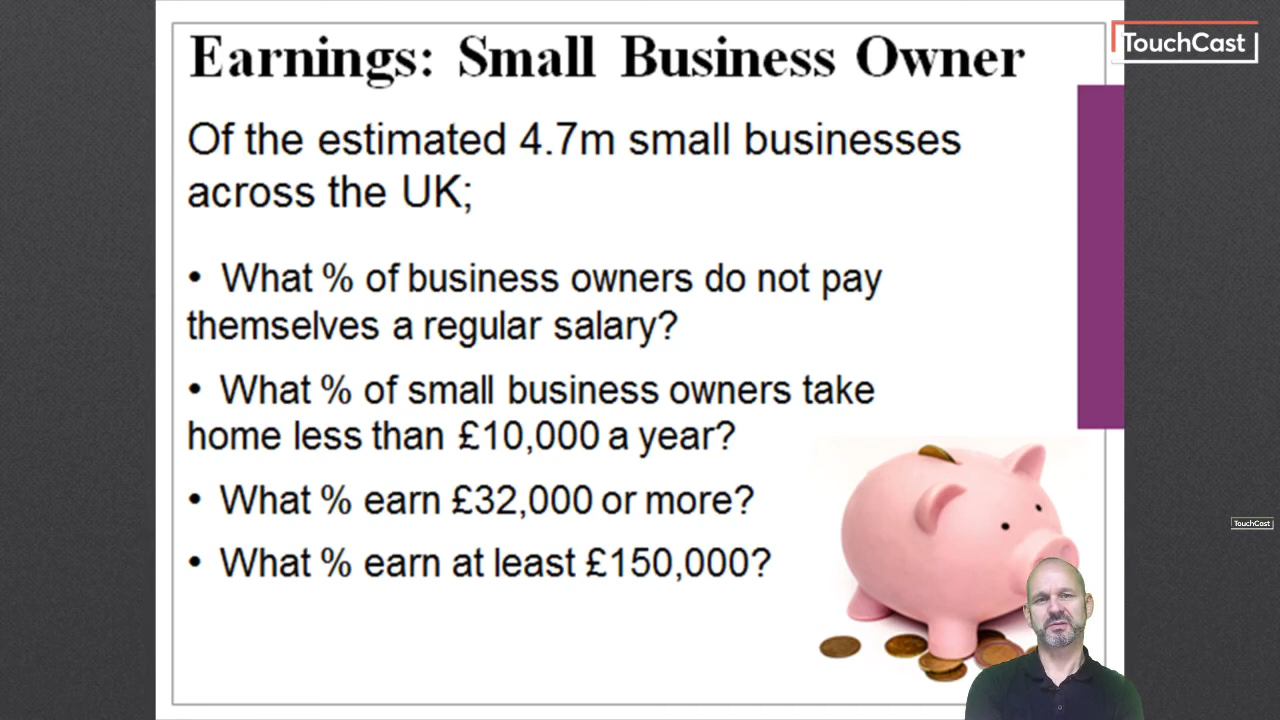 Earnings: Small Business Owner
TouchCast
Of the estimated 4.7m small businesses
across the UK;
• What % of business owners do not pay
themselves a regular salary?
• What % of small business owners take
home less than £10,000 a year?
• What % earn £32,000 or more?
TouchCast
• What % earn at least £150,000?